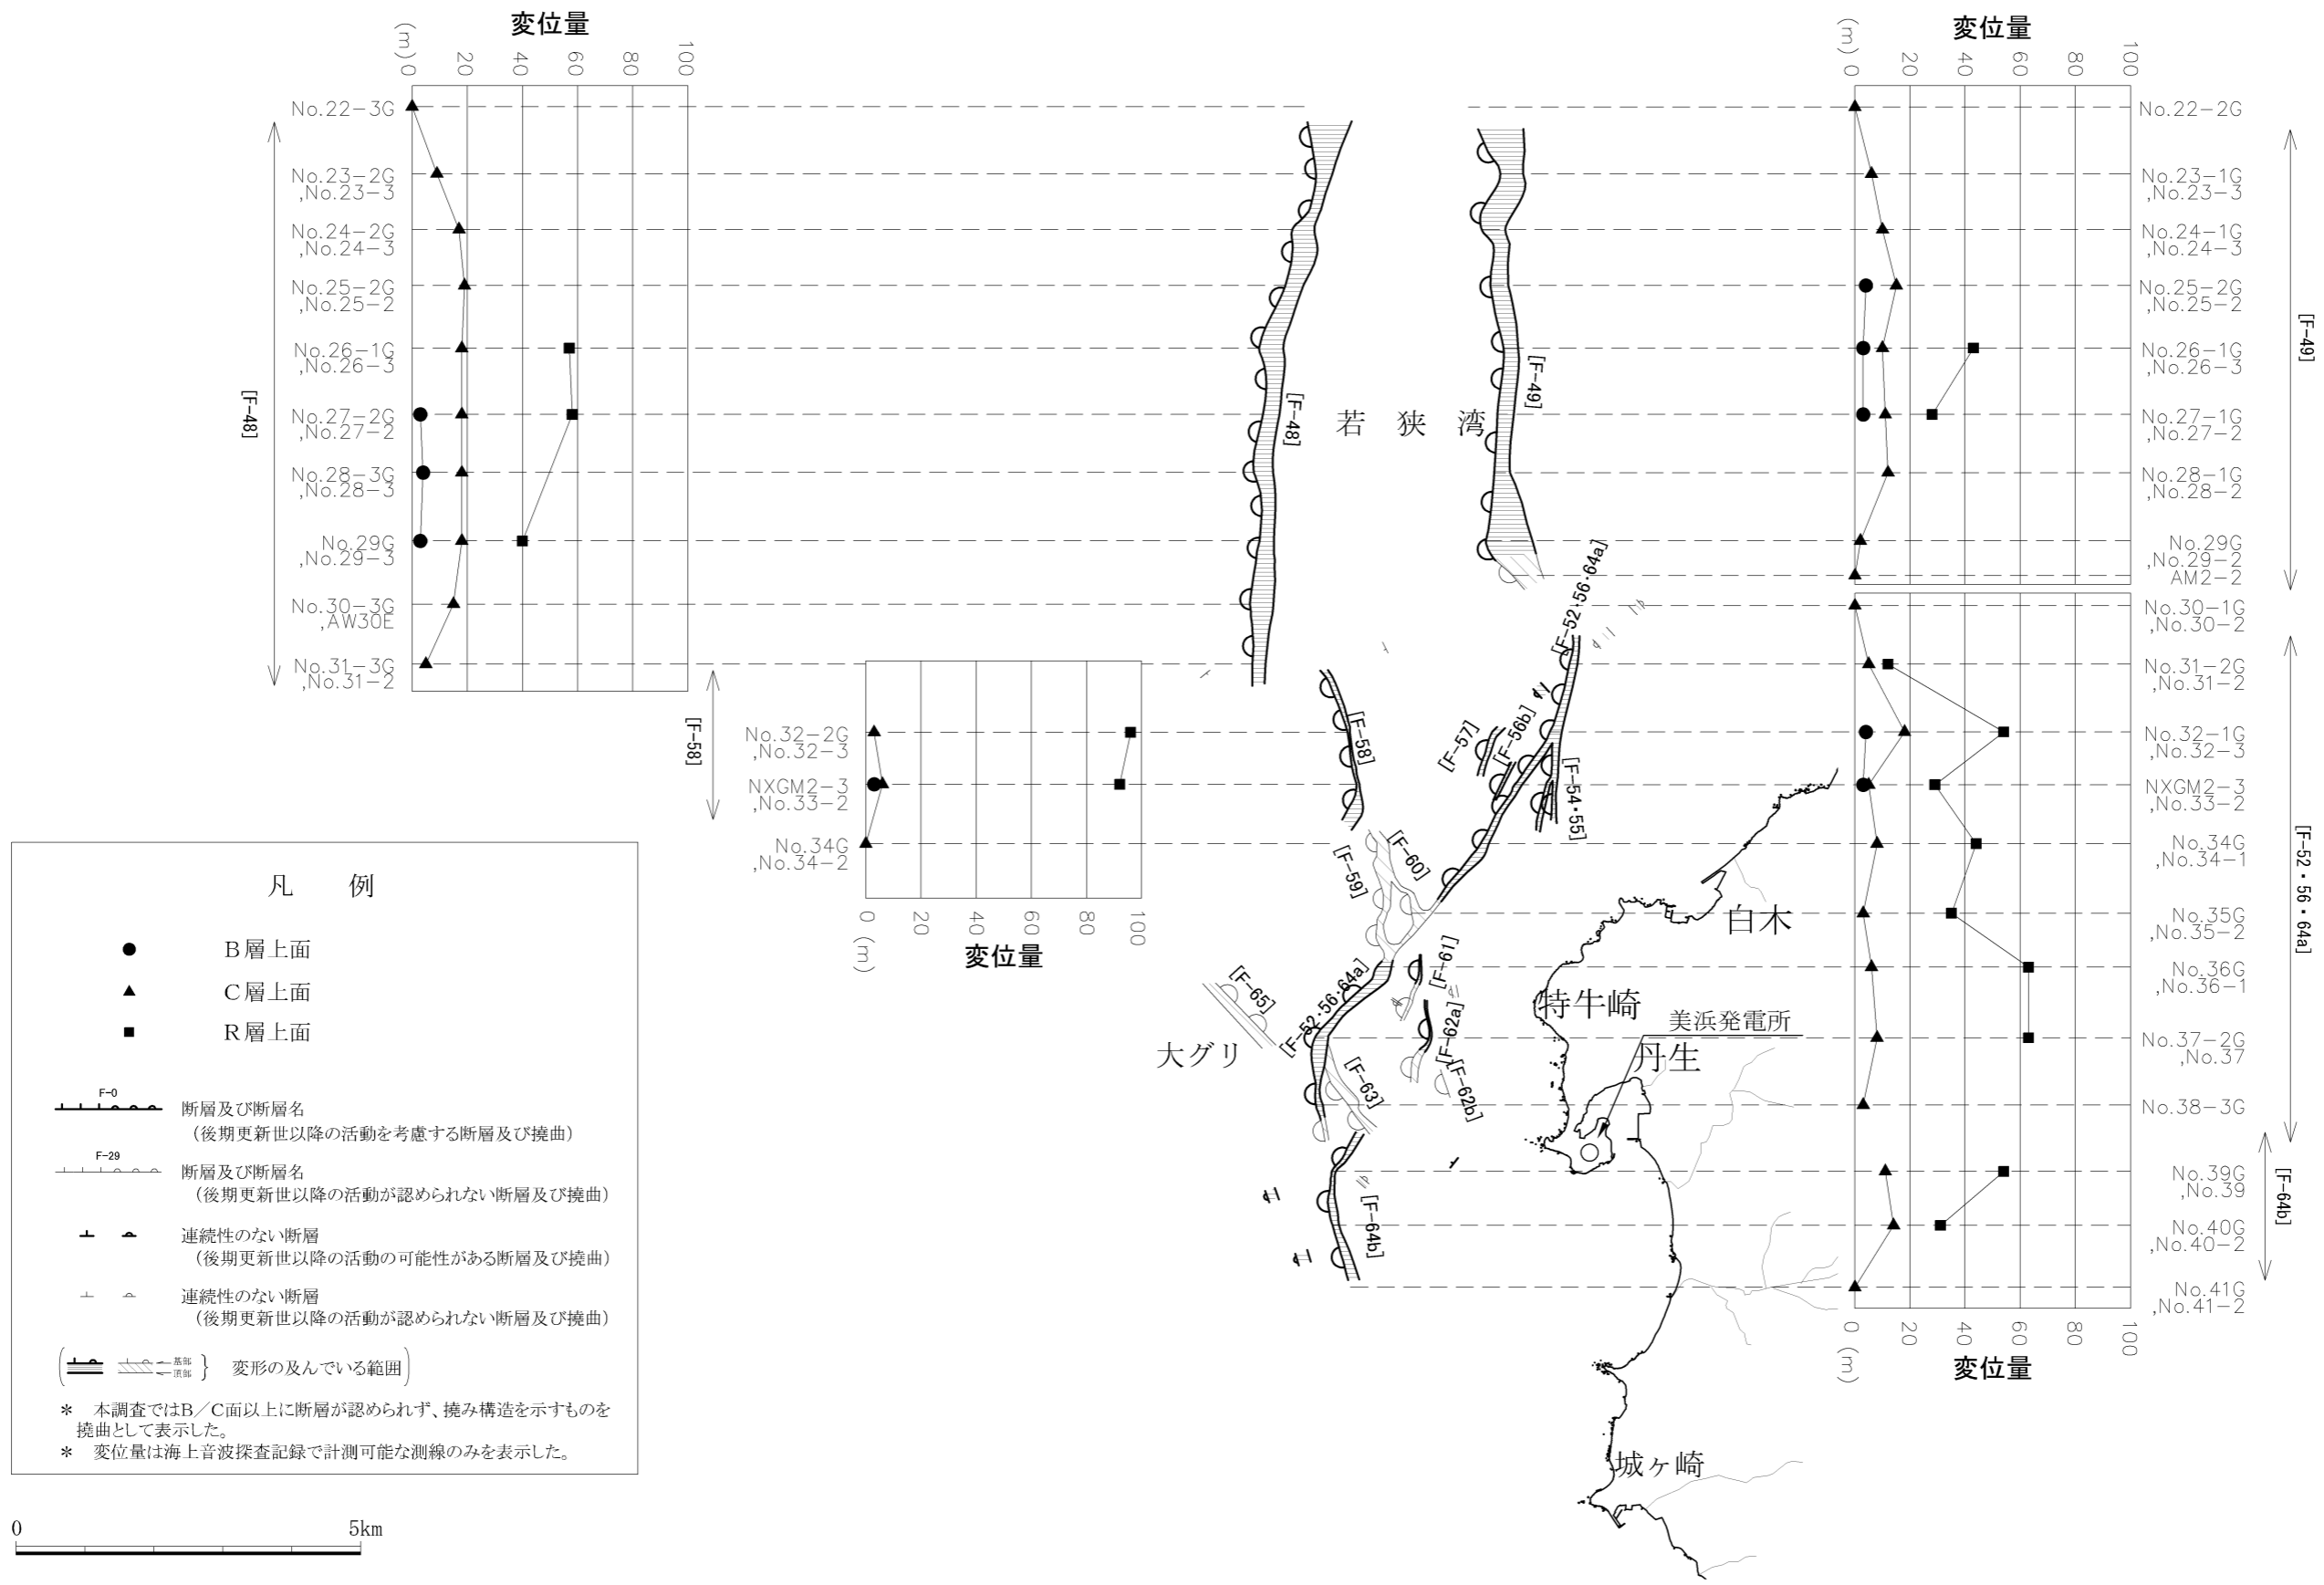 変位量
(m)
0 20 40 60 80 100
No.22-3G
No.23-2G
,No.23-3
No.24-2G
,No.24-3
No.25-2G
,No.25-2
No.26-1G
,No.26-3
No.27-2G
,No.27-2
No.28-3G
,No.28-3
No.29G
,No.29-3
No.30-3G
,AW30E
No.31-3G
,No.31-2
[F-48]
[F-58]
No.32-2G
,No.32-3
NXGM2-3
,No.33-2
No.34G
,No.34-2
0 20 40 60 80 100
(m)
変位量
若狭湾
[F-48]
[F-49]
[F-52・56・64a]
[F-58]
[F-57]
[F-56b]
[F-54・55]
[F-59]
[F-60]
[F-61]
[F-65]
[F-52・56・64a]
[F-62a]
[F-62b]
[F-63]
[F-64b]
大グリ
白木
特牛崎
美浜発電所
丹生
城ヶ崎
変位量
(m)
0 20 40 60 80 100
No.22-2G
No.23-1G
,No.23-3
No.24-1G
,No.24-3
No.25-2G
,No.25-2
No.26-1G
,No.26-3
No.27-1G
,No.27-2
No.28-1G
,No.28-2
No.29G
,No.29-2
AM2-2
No.30-1G
,No.30-2
No.31-2G
,No.31-2
No.32-1G
,No.32-3
NXGM2-3
,No.33-2
No.34G
,No.34-1
No.35G
,No.35-2
No.36G
,No.36-1
No.37-2G
,No.37
No.38-3G
No.39G
,No.39
No.40G
,No.40-2
No.41G
,No.41-2
[F-49]
[F-52・56・64a]
[F-64b]
0 20 40 60 80 100
(m)
変位量
凡　例
B層上面
C層上面
R層上面
F-0
断層及び断層名
（後期更新世以降の活動を考慮する断層及び撓曲）
F-29
断層及び断層名
（後期更新世以降の活動が認められない断層及び撓曲）
連続性のない断層
（後期更新世以降の活動の可能性がある断層及び撓曲）
連続性のない断層
（後期更新世以降の活動が認められない断層及び撓曲）
基部
頂部
変形の及んでいる範囲
＊　本調査ではB／C面以上に断層が認められず、撓み構造を示すものを
撓曲として表示した。
＊　変位量は海上音波探査記録で計測可能な測線のみを表示した。
0 5km